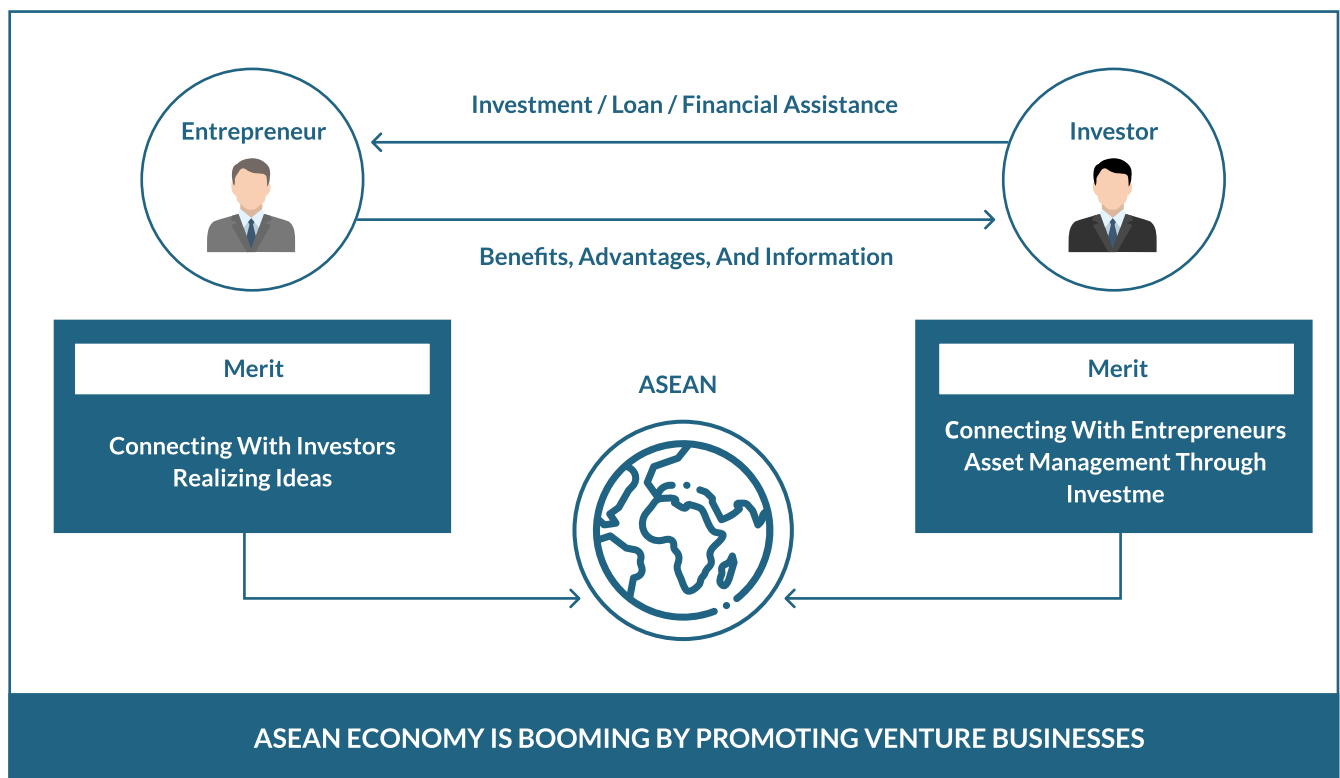 Investment / Loan / Financial Assistance
Entrepreneur
Investor
Benefits, Advantages, And Information
Merit
Connecting With Investors
Realizing Ideas
ASEAN
Merit
Connecting With Entrepreneurs
Asset Management Through
Investme
ASEAN ECONOMY IS BOOMING BY PROMOTING VENTURE BUSINESSES